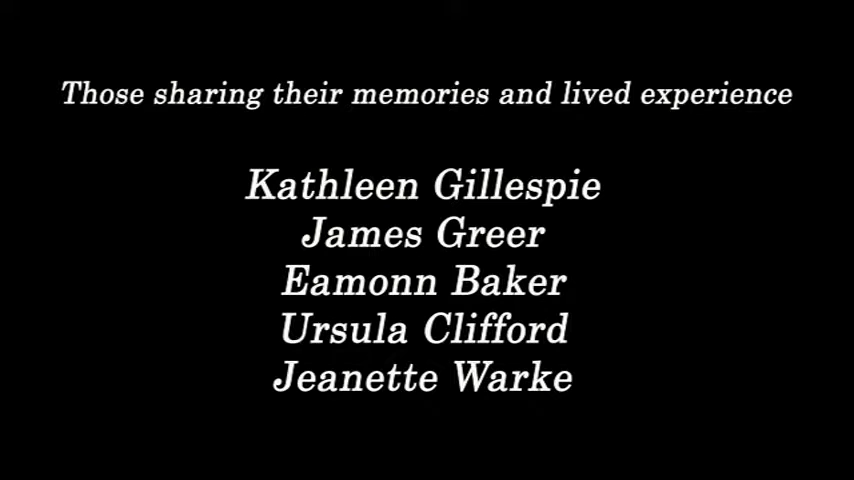 Those sharing their memories and lived experience
Kathleen Gillespie
James Greer
Eamonn Baker
Ursula Clifford
Jeanette Warke